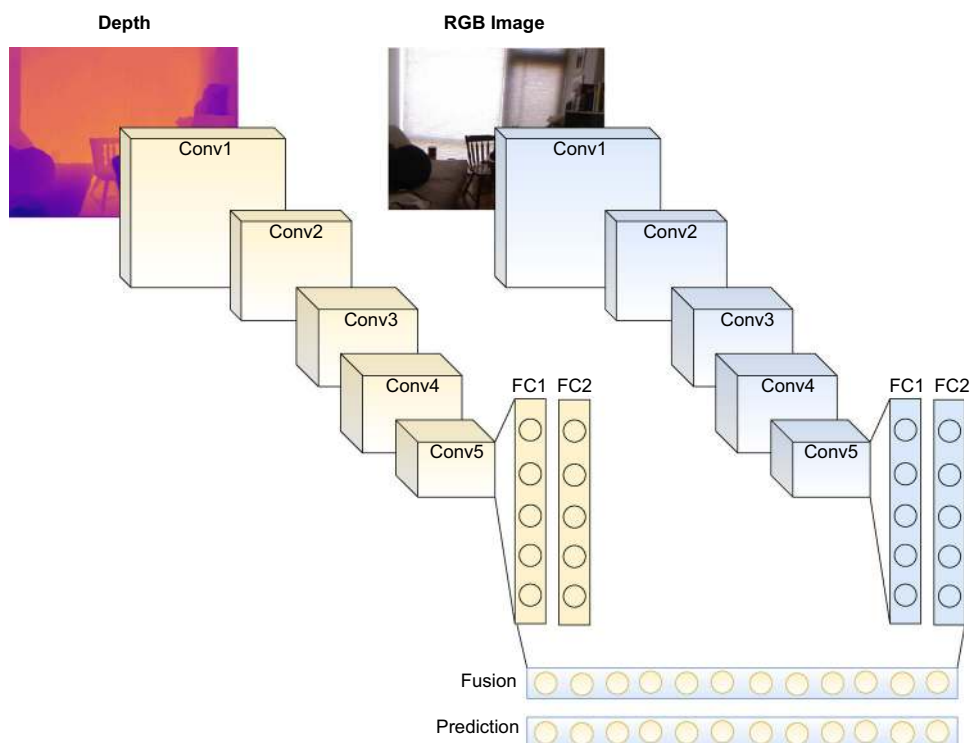 Depth
RGB Image
Conv1
Conv2
Conv3
Conv4
Conv5
FC1
FC2
Conv1
Conv2
Conv3
Conv4
Conv5
FC1
FC2
Fusion
Prediction